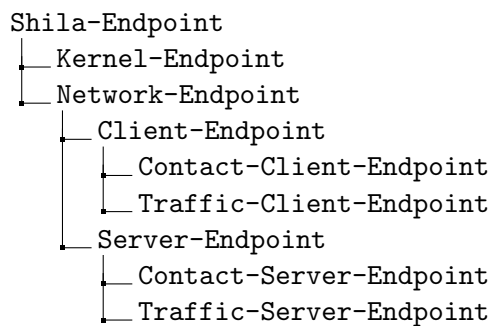 Shila-Endpoint
Kernel-Endpoint
Network-Endpoint
Client-Endpoint
Contact-Client-Endpoint
Traffic-Client-Endpoint
Server-Endpoint
Contact-Server-Endpoint
Traffic-Server-Endpoint